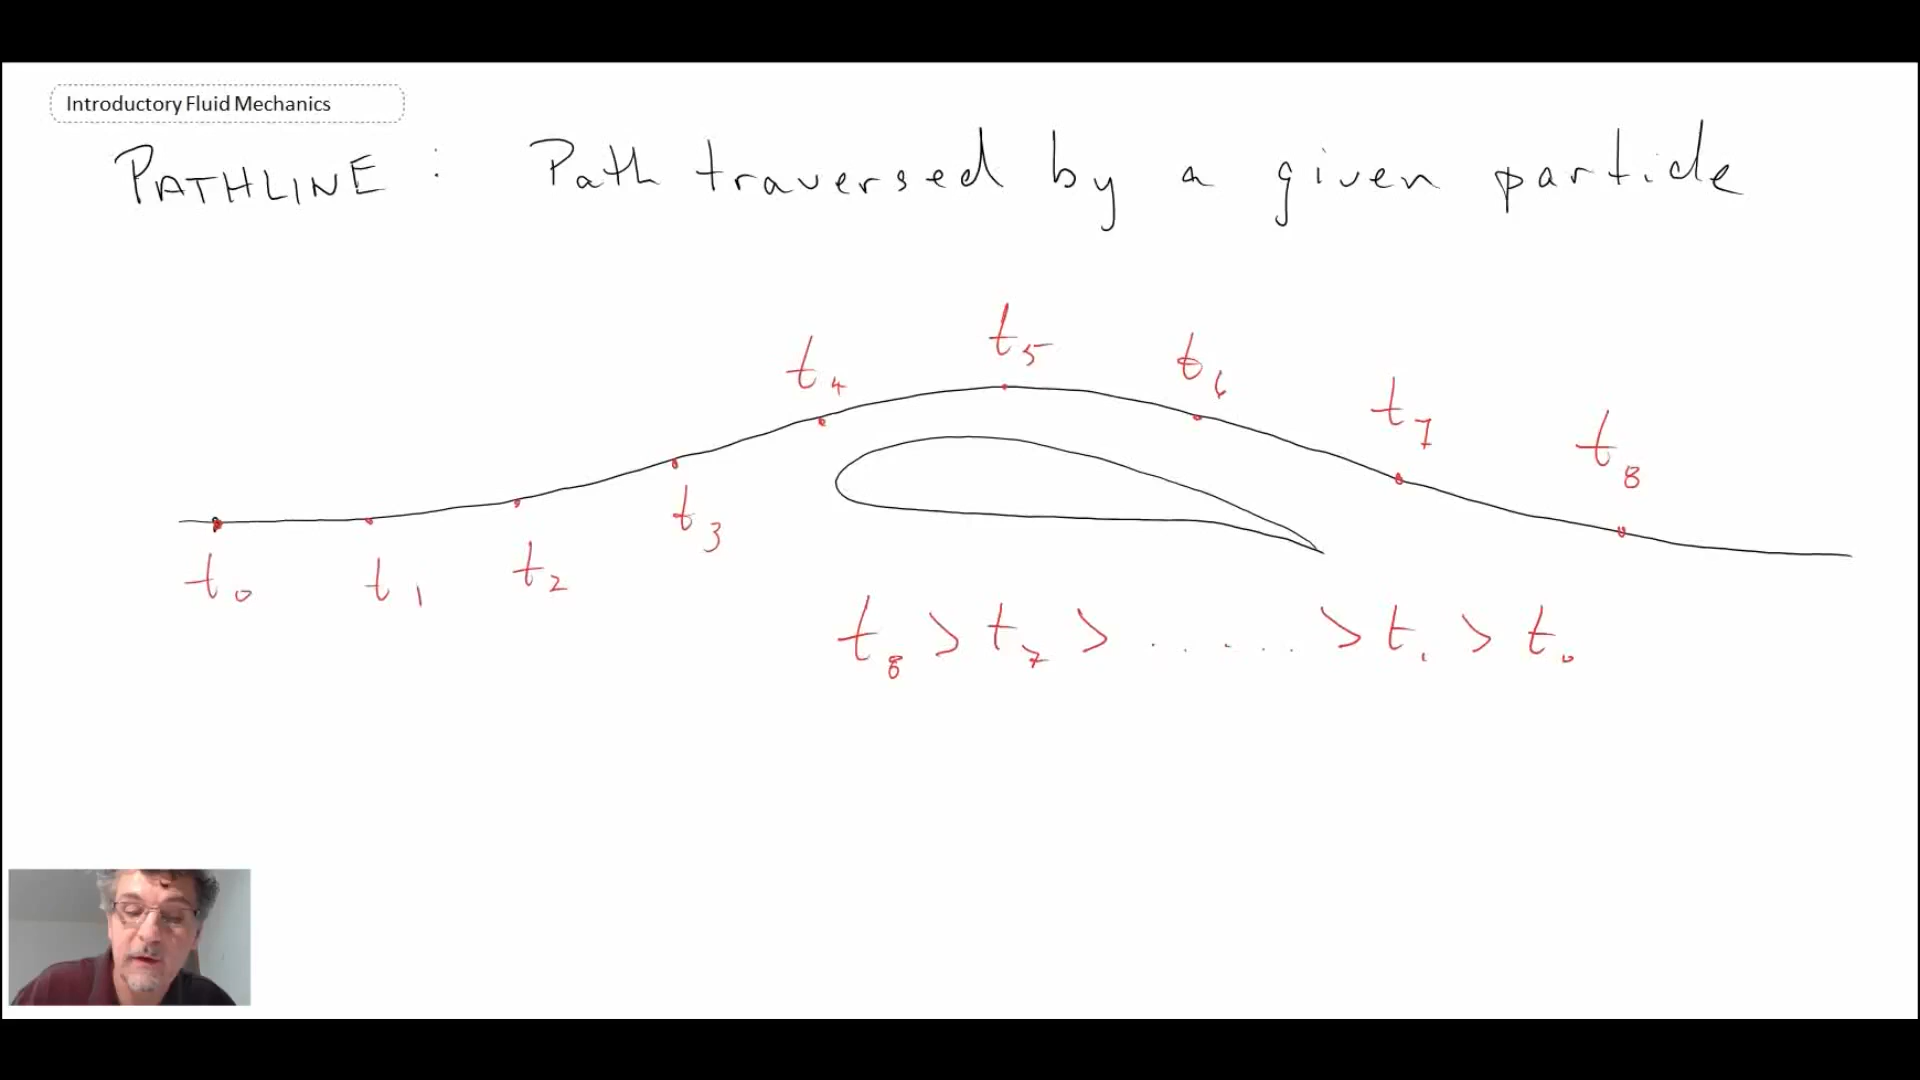 Introductory Fluid Mechanics
PATHLINE : Path traversed by a given particle
t5
t4
t6
t7
t8
t3
t2
t0 t1
t8 > t7 > ...... > t1 > t0